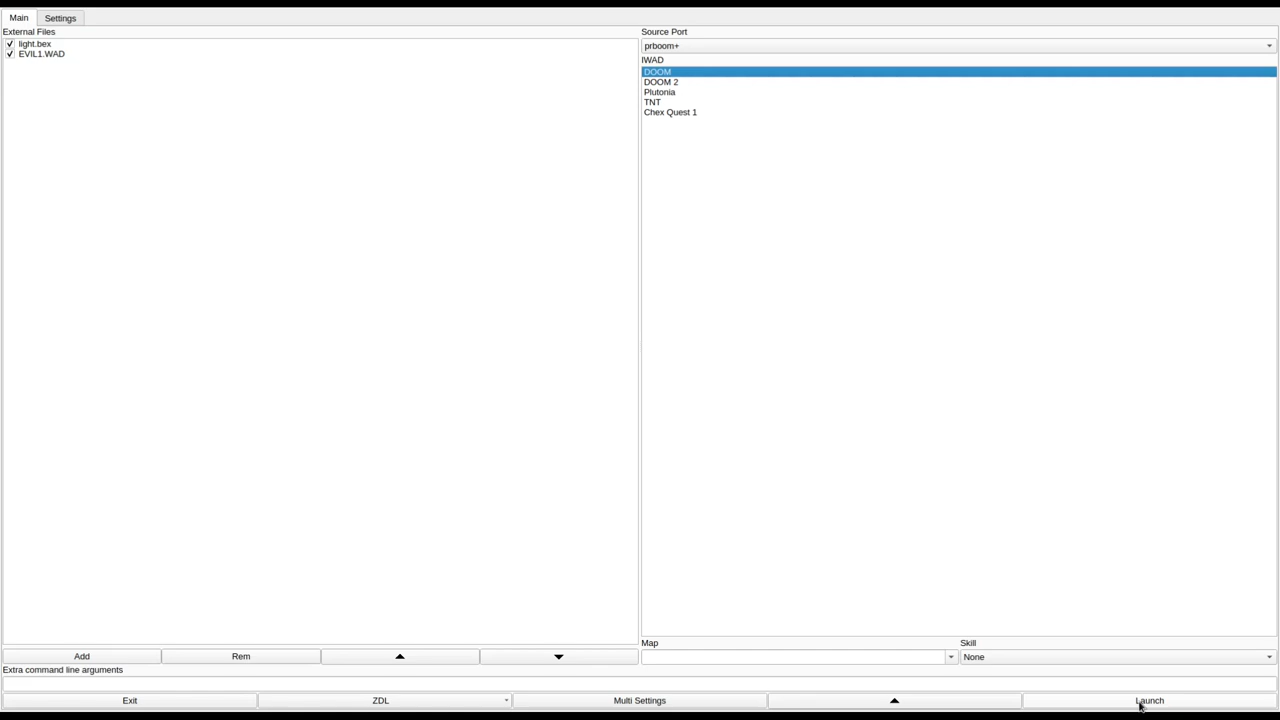 Main Settings
External Files
light.bex
EVIL1.WAD
Source Port
prboom+
IWAD
DOOM
DOOM 2
Plutonia
TNT
Chex Quest 1
Add Rem
Map Skill
None
Extra command line arguments
Exit ZDL Multi Settings Launch